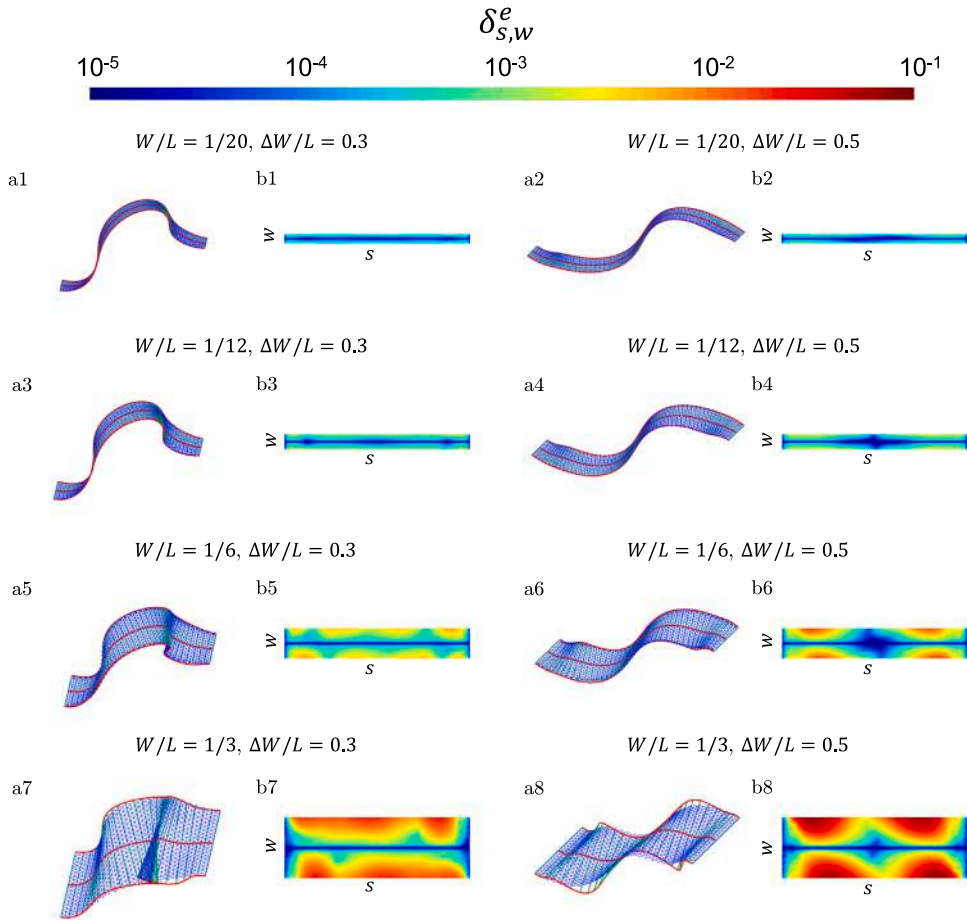 δ^e_{s,w}
10^-5 10^-4 10^-3 10^-2 10^-1
W/L = 1/20, ΔW/L = 0.3
W/L = 1/20, ΔW/L = 0.5
a1 b1 a2 b2
w w
s s
W/L = 1/12, ΔW/L = 0.3
W/L = 1/12, ΔW/L = 0.5
a3 b3 a4 b4
w w
s s
W/L = 1/6, ΔW/L = 0.3
W/L = 1/6, ΔW/L = 0.5
a5 b5 a6 b6
w w
s s
W/L = 1/3, ΔW/L = 0.3
W/L = 1/3, ΔW/L = 0.5
a7 b7 a8 b8
w w
s s